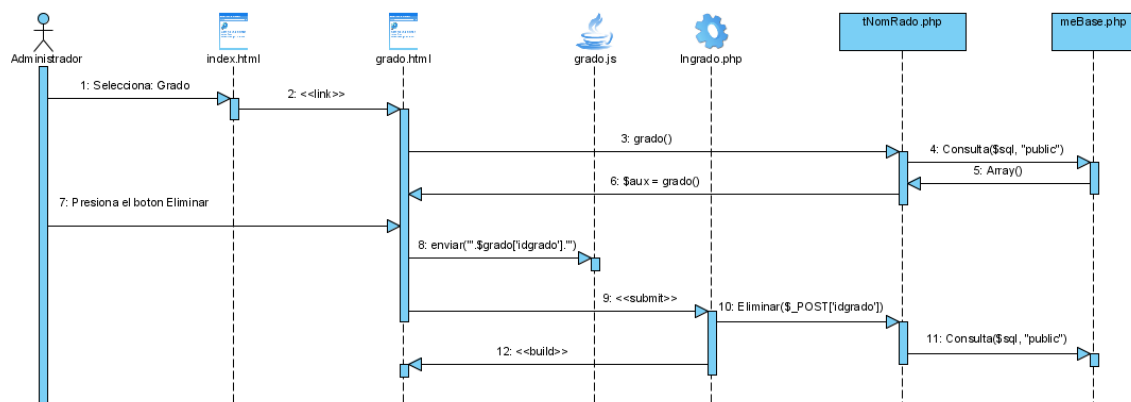 Administrador
index.html
grado.html
grado.js
Ingrado.php
tNomRado.php
meBase.php
1: Selecciona: Grado
2: <<link>>
3: grado()
4: Consulta($sql, "public")
5: Array()
6: $aux = grado()
7: Presiona el boton Eliminar
8: enviar("'.$grado['idgrado'].'")
9: <<submit>>
10: Eliminar($_POST['idgrado'])
11: Consulta($sql, "public")
12: <<build>>